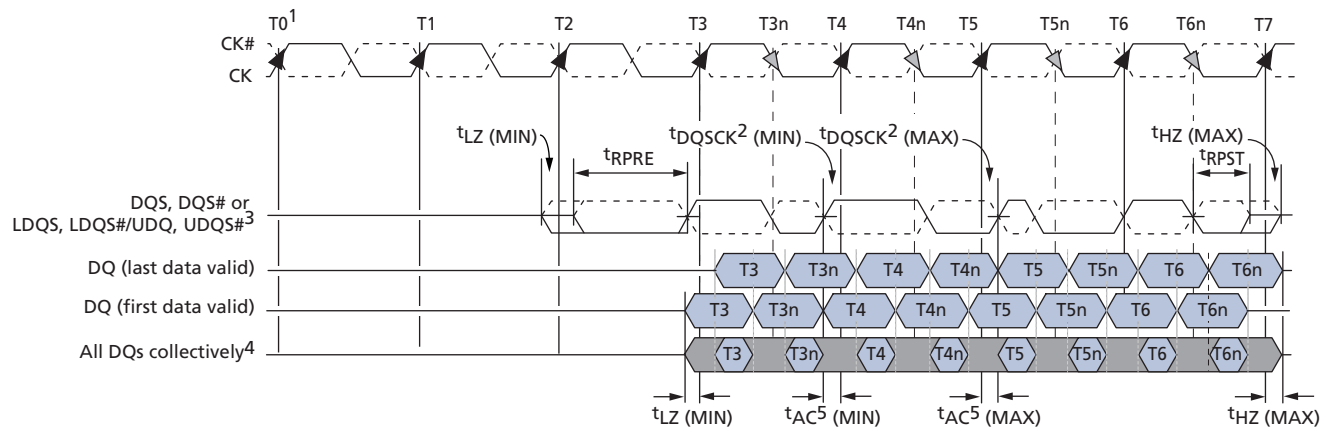 T0¹ T1 T2 T3 T3n T4 T4n T5 T5n T6 T6n T7
CK#
CK
tLZ (MIN)
tRPRE
tDQSCK² (MIN)
tDQSCK² (MAX)
tHZ (MAX)
tRPST
DQS, DQS# or
LDQS, LDQS#/UDQ, UDQS#³
DQ (last data valid) T3 T3n T4 T4n T5 T5n T6 T6n
DQ (first data valid) T3 T3n T4 T4n T5 T5n T6 T6n
All DQs collectively⁴ T3 T3n T4 T4n T5 T5n T6 T6n
tLZ (MIN) tAC⁵ (MIN) tAC⁵ (MAX) tHZ (MAX)